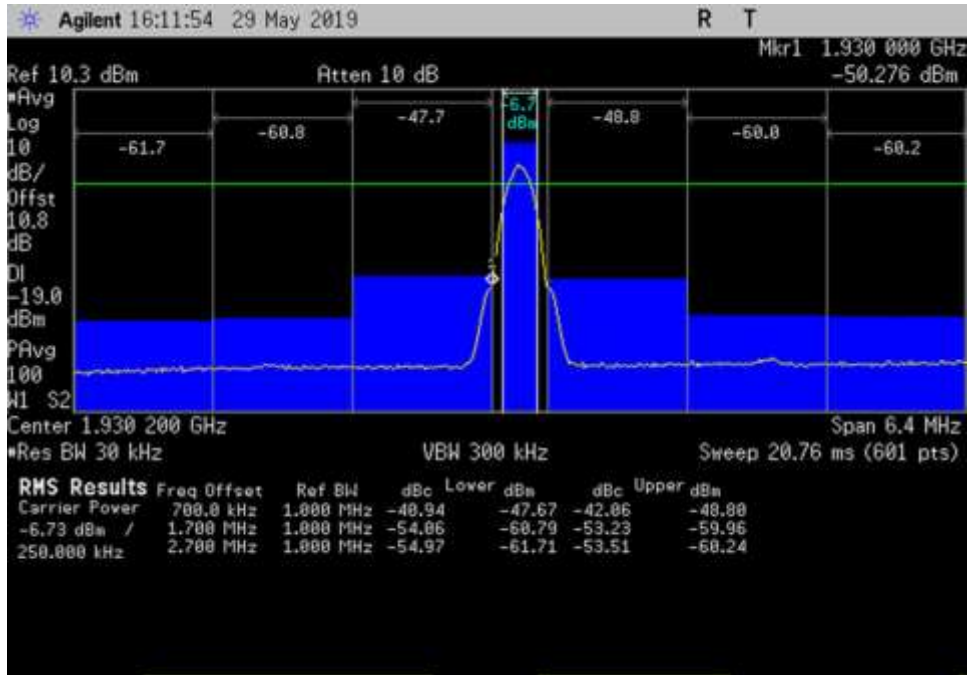 Agilent 16:11:54 29 May 2019 R T
Mkr1 1.930 000 GHz
Ref 10.3 dBm Atten 10 dB -50.276 dBm
*Avg
Log
10
dB/
Offst
10.8
dB
DI
-19.0
dBm
PAvg
100
W1 S2
-61.7 -60.8 -47.7 -6.7 dBm -48.8 -60.0 -60.2
Center 1.930 200 GHz Span 6.4 MHz
*Res BW 30 kHz VBW 300 kHz Sweep 20.76 ms (601 pts)
RMS Results Freq Offset Ref BW dBc Lower dBm dBc Upper dBm
Carrier Power 700.0 kHz 1.000 MHz -40.94 -47.67 -42.06 -48.80
-6.73 dBm / 1.700 MHz 1.000 MHz -54.06 -60.79 -53.23 -59.96
250.000 kHz 2.700 MHz 1.000 MHz -54.97 -61.71 -53.51 -60.24